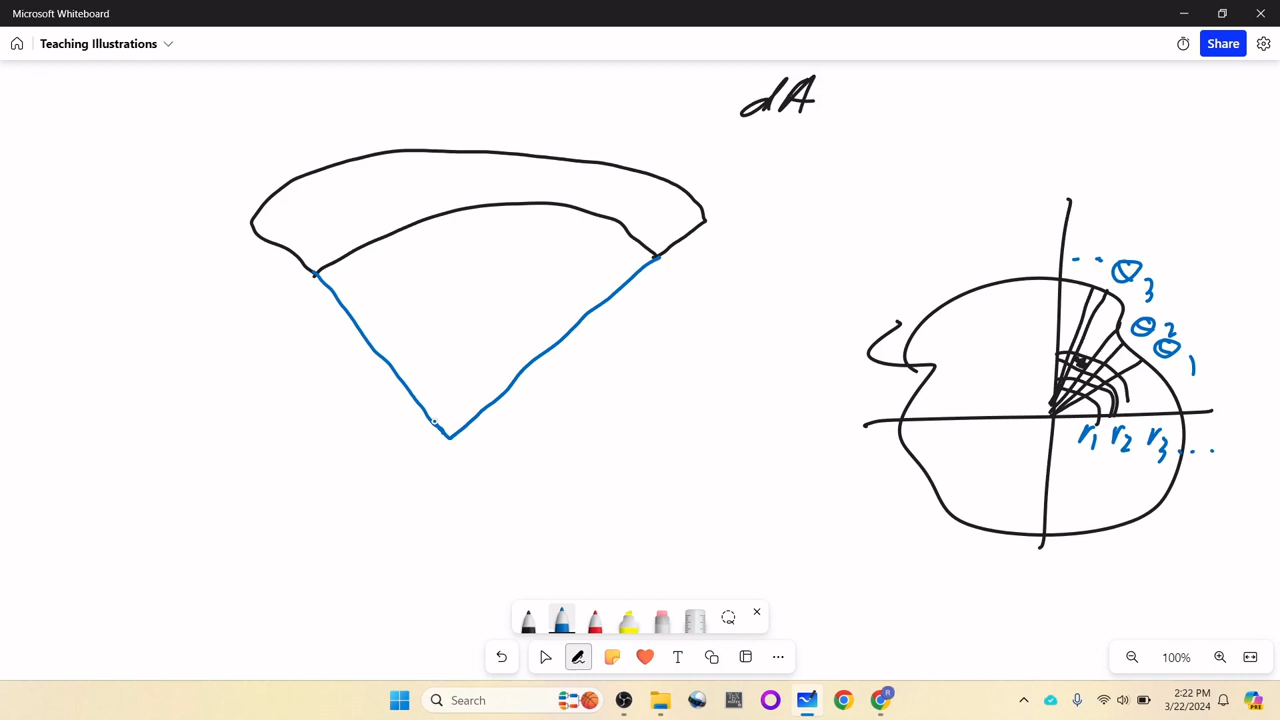 Microsoft Whiteboard
Teaching Illustrations
Share
dA
.. θ3
θ2
θ1
r1 r2 r3 ...
100%
Search
2:22 PM
3/22/2024